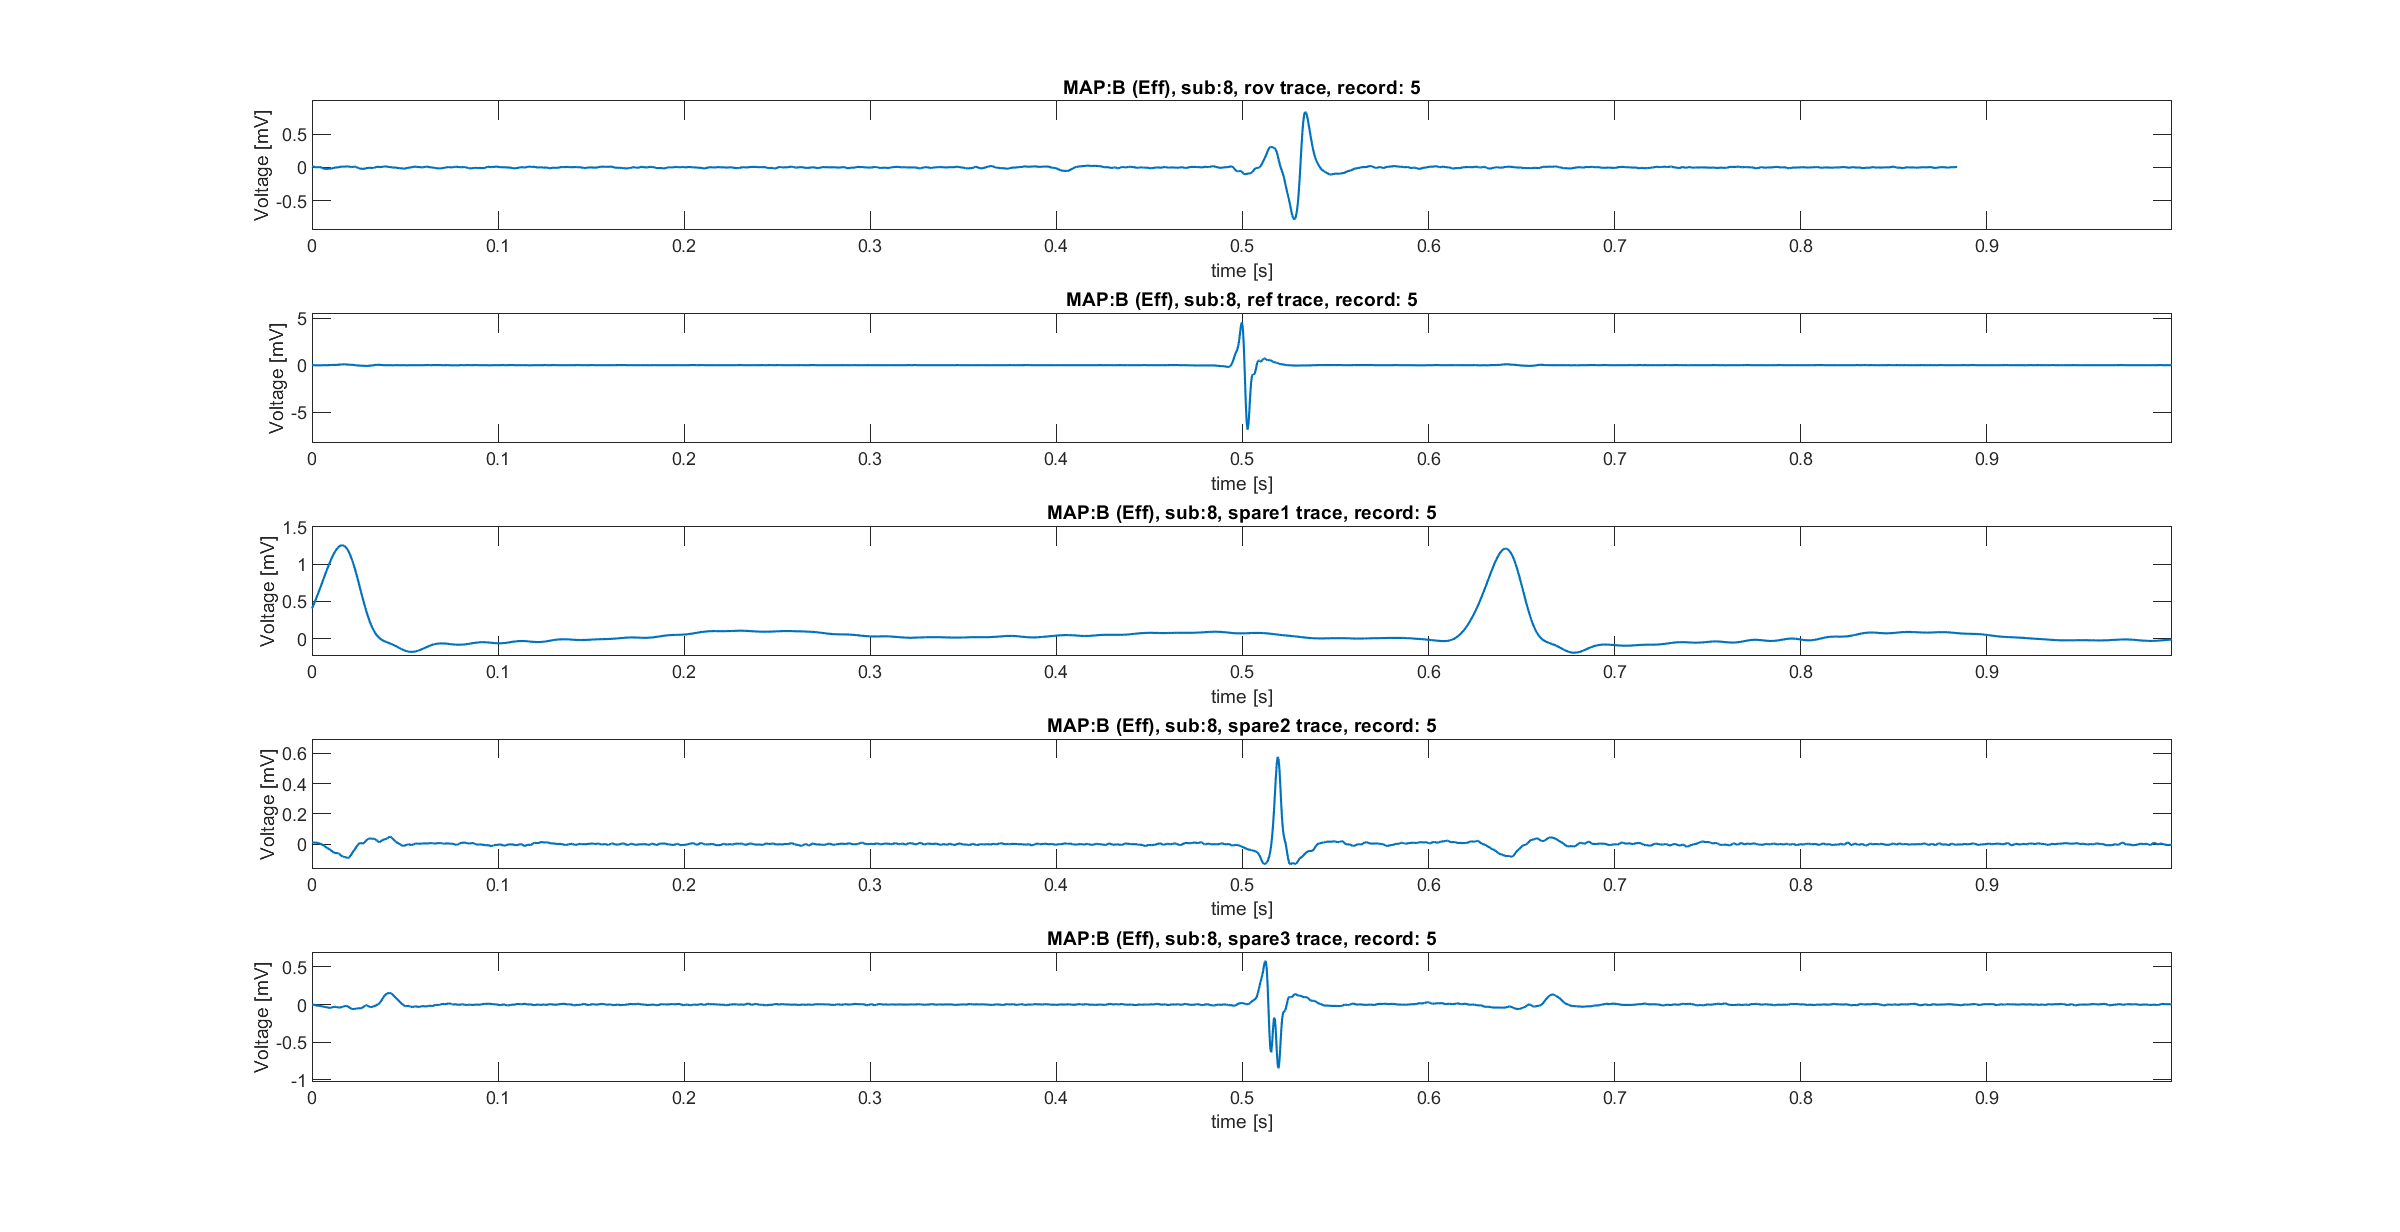 MAP:B (Eff), sub:8, rov trace, record: 5
Voltage [mV]
0.5
0
-0.5
0 0.1 0.2 0.3 0.4 0.5 0.6 0.7 0.8 0.9
time [s]
MAP:B (Eff), sub:8, ref trace, record: 5
Voltage [mV]
5
0
-5
0 0.1 0.2 0.3 0.4 0.5 0.6 0.7 0.8 0.9
time [s]
MAP:B (Eff), sub:8, spare1 trace, record: 5
Voltage [mV]
1.5
1
0.5
0
0 0.1 0.2 0.3 0.4 0.5 0.6 0.7 0.8 0.9
time [s]
MAP:B (Eff), sub:8, spare2 trace, record: 5
Voltage [mV]
0.6
0.4
0.2
0
0 0.1 0.2 0.3 0.4 0.5 0.6 0.7 0.8 0.9
time [s]
MAP:B (Eff), sub:8, spare3 trace, record: 5
Voltage [mV]
0.5
0
-0.5
-1
0 0.1 0.2 0.3 0.4 0.5 0.6 0.7 0.8 0.9
time [s]